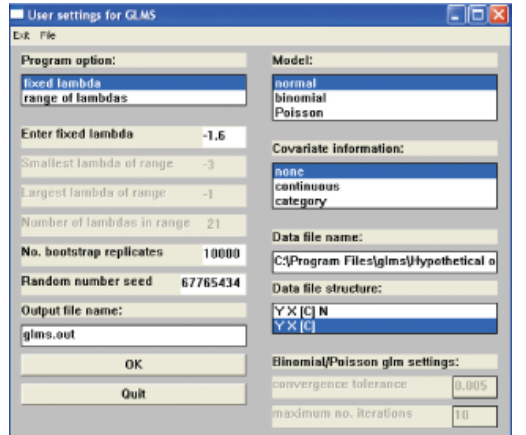 User settings for GLMS
Exit File
Program option:
fixed lambda
range of lambdas
Enter fixed lambda -1.6
Smallest lambda of range -3
Largest lambda of range -1
Number of lambdas in range 21
No. bootstrap replicates 10000
Random number seed 67765434
Output file name:
glms.out
OK
Quit
Model:
normal
binomial
Poisson
Covariate information:
none
continuous
category
Data file name:
C:\Program Files\glms\Hypothetical o
Data file structure:
Y X [C] N
Y X [C]
Binomial/Poisson glm settings:
convergence tolerance 0.005
maximum no. iterations 10